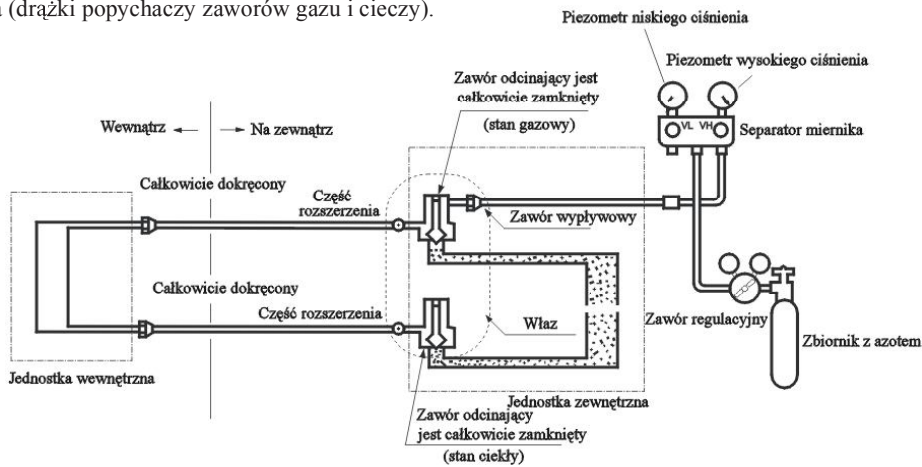 (drążki popychaczy zaworów gazu i cieczy).
Piezometr niskiego ciśnienia
Piezometr wysokiego ciśnienia
Zawór odcinający jest
całkowicie zamknięty
(stan gazowy)
VL VH
Separator miernika
Wewnątrz
Na zewnątrz
Całkowicie dokręcony
Część
rozszerzenia
Zawór wypływowy
Całkowicie dokręcony
Część rozszerzenia
Właz
Zawór regulacyjny
Zbiornik z azotem
Jednostka wewnętrzna
Jednostka zewnętrzna
Zawór odcinający
jest całkowicie zamknięty
(stan ciekły)